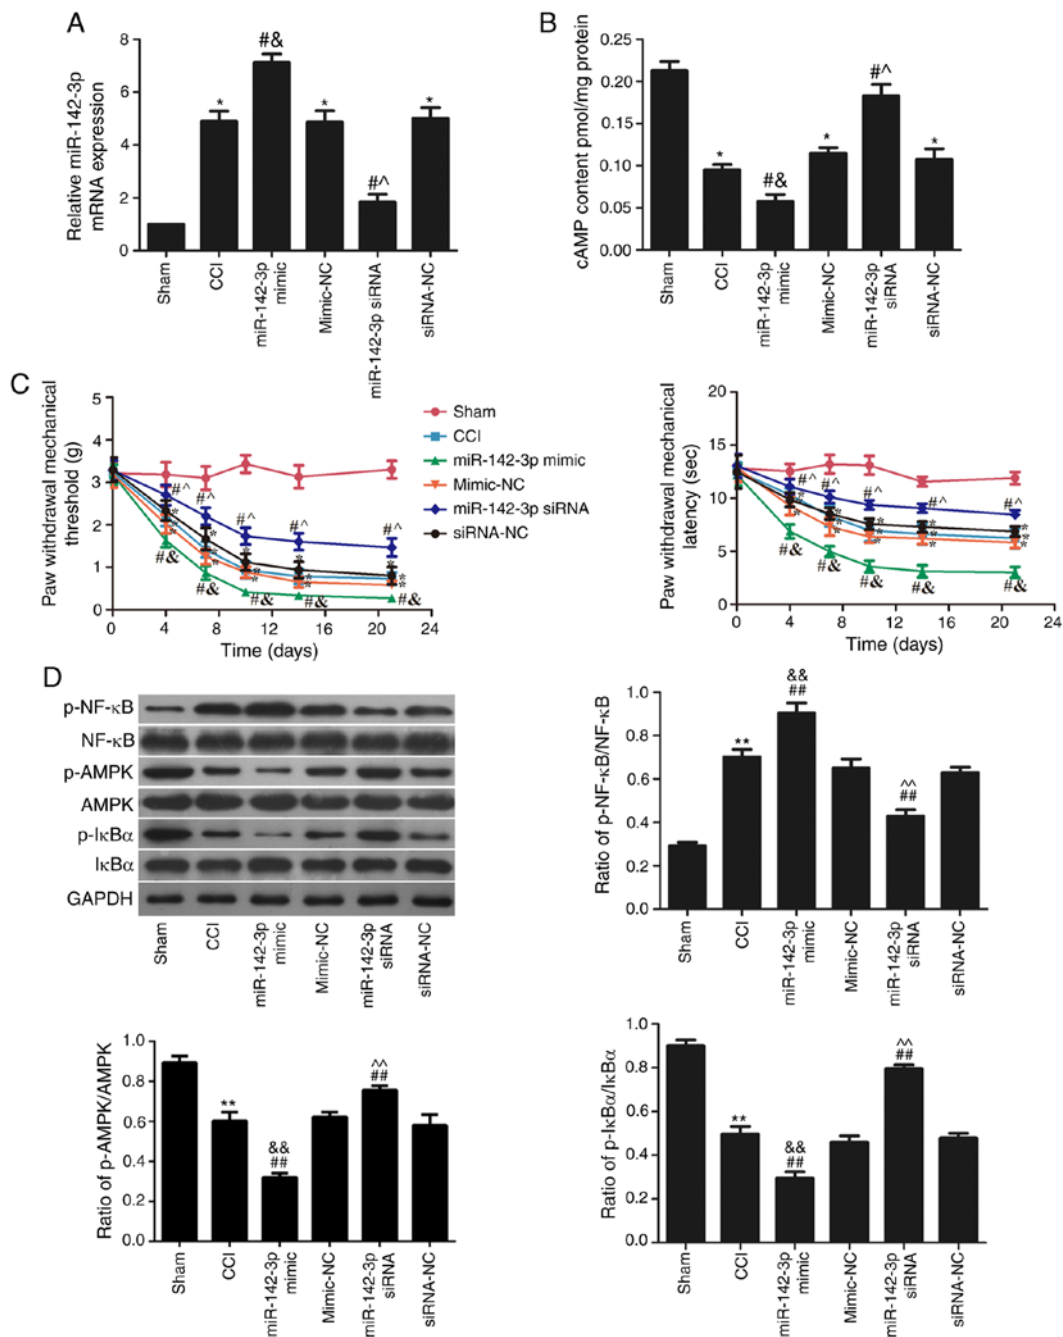 A
Relative miR-142-3p
mRNA expression
8
6
4
2
0
*
#&
*
#^
*
Sham
CCI
miR-142-3p
mimic
Mimic-NC
miR-142-3p siRNA
siRNA-NC
B
cAMP content pmol/mg protein
0.25
0.20
0.15
0.10
0.05
0.00
*
#&
*
#^
*
Sham
CCI
miR-142-3p
mimic
Mimic-NC
miR-142-3p
siRNA
siRNA-NC
C
Paw withdrawal mechanical
threshold (g)
5
4
3
2
1
0
#^
#^
#^
#^
#^
#&
#&
#&
#&
#&
0 4 8 12 16 20 24
Time (days)
Sham
CCI
miR-142-3p mimic
Mimic-NC
miR-142-3p siRNA
siRNA-NC
Paw withdrawal mechanical
latency (sec)
20
15
10
5
0
#^
#^
#^
#^
#^
#&
#&
#&
#&
#&
0 4 8 12 16 20 24
Time (days)
D
p-NF-κB
NF-κB
p-AMPK
AMPK
p-IκBα
IκBα
GAPDH
Sham
CCI
miR-142-3p
mimic
Mimic-NC
miR-142-3p
siRNA
siRNA-NC
Ratio of p-NF-κB/NF-κB
1.0
0.8
0.6
0.4
0.2
0.0
**
&&
##
^^
##
Sham
CCI
miR-142-3p
mimic
Mimic-NC
miR-142-3p
siRNA
siRNA-NC
Ratio of p-AMPK/AMPK
1.0
0.8
0.6
0.4
0.2
0.0
**
&&
##
^^
##
Sham
CCI
miR-142-3p
mimic
Mimic-NC
miR-142-3p
siRNA
siRNA-NC
Ratio of p-IκBα/IκBα
1.0
0.8
0.6
0.4
0.2
0.0
**
&&
##
^^
##
Sham
CCI
miR-142-3p
mimic
Mimic-NC
miR-142-3p
siRNA
siRNA-NC